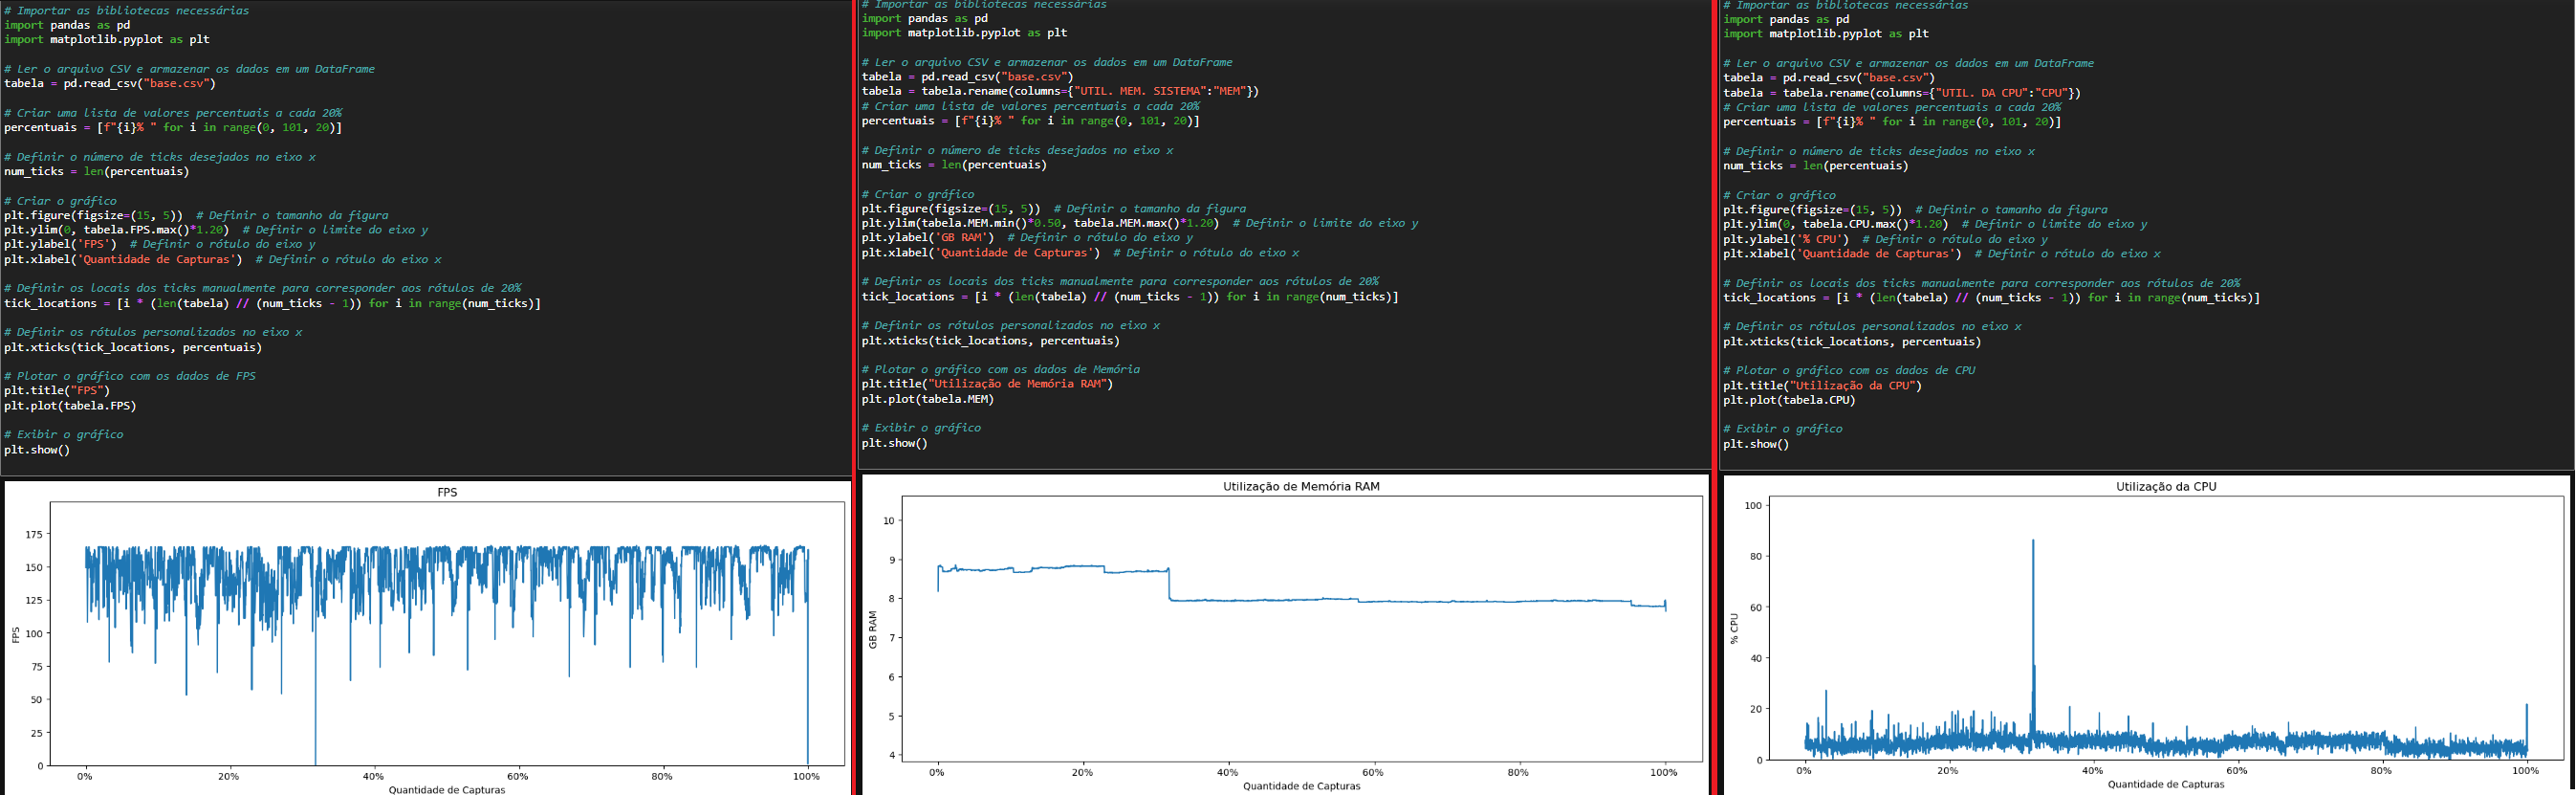 # Importar as bibliotecas necessárias
import pandas as pd
import matplotlib.pyplot as plt
# Ler o arquivo CSV e armazenar os dados em um DataFrame
tabela = pd.read_csv("base.csv")
# Criar uma lista de valores percentuais a cada 20%
percentuais = [f"{i}% " for i in range(0, 101, 20)]
# Definir o número de ticks desejados no eixo x
num_ticks = len(percentuais)
# Criar o gráfico
plt.figure(figsize=(15, 5))  # Definir o tamanho da figura
plt.ylim(0, tabela.FPS.max()*1.20)  # Definir o limite do eixo y
plt.ylabel('FPS')  # Definir o rótulo do eixo y
plt.xlabel('Quantidade de Capturas')  # Definir o rótulo do eixo x
# Definir os locais dos ticks manualmente para corresponder aos rótulos de 20%
tick_locations = [i * (len(tabela) // (num_ticks - 1)) for i in range(num_ticks)]
# Definir os rótulos personalizados no eixo x
plt.xticks(tick_locations, percentuais)
# Plotar o gráfico com os dados de FPS
plt.title("FPS")
plt.plot(tabela.FPS)
# Exibir o gráfico
plt.show()
FPS
175
150
125
100
75
50
25
0
FPS
0% 20% 40% 60% 80% 100%
Quantidade de Capturas
# Importar as bibliotecas necessárias
import pandas as pd
import matplotlib.pyplot as plt
# Ler o arquivo CSV e armazenar os dados em um DataFrame
tabela = pd.read_csv("base.csv")
tabela = tabela.rename(columns={"UTIL. MEM. SISTEMA":"MEM"})
# Criar uma lista de valores percentuais a cada 20%
percentuais = [f"{i}% " for i in range(0, 101, 20)]
# Definir o número de ticks desejados no eixo x
num_ticks = len(percentuais)
# Criar o gráfico
plt.figure(figsize=(15, 5))  # Definir o tamanho da figura
plt.ylim(tabela.MEM.min()*0.50, tabela.MEM.max()*1.20)  # Definir o limite do eixo y
plt.ylabel('GB RAM')  # Definir o rótulo do eixo y
plt.xlabel('Quantidade de Capturas')  # Definir o rótulo do eixo x
# Definir os locais dos ticks manualmente para corresponder aos rótulos de 20%
tick_locations = [i * (len(tabela) // (num_ticks - 1)) for i in range(num_ticks)]
# Definir os rótulos personalizados no eixo x
plt.xticks(tick_locations, percentuais)
# Plotar o gráfico com os dados de Memória
plt.title("Utilização de Memória RAM")
plt.plot(tabela.MEM)
# Exibir o gráfico
plt.show()
Utilização de Memória RAM
10
9
8
7
6
5
4
GB RAM
0% 20% 40% 60% 80% 100%
Quantidade de Capturas
# Importar as bibliotecas necessárias
import pandas as pd
import matplotlib.pyplot as plt
# Ler o arquivo CSV e armazenar os dados em um DataFrame
tabela = pd.read_csv("base.csv")
tabela = tabela.rename(columns={"UTIL. DA CPU":"CPU"})
# Criar uma lista de valores percentuais a cada 20%
percentuais = [f"{i}% " for i in range(0, 101, 20)]
# Definir o número de ticks desejados no eixo x
num_ticks = len(percentuais)
# Criar o gráfico
plt.figure(figsize=(15, 5))  # Definir o tamanho da figura
plt.ylim(0, tabela.CPU.max()*1.20)  # Definir o limite do eixo y
plt.ylabel('% CPU')  # Definir o rótulo do eixo y
plt.xlabel('Quantidade de Capturas')  # Definir o rótulo do eixo x
# Definir os locais dos ticks manualmente para corresponder aos rótulos de 20%
tick_locations = [i * (len(tabela) // (num_ticks - 1)) for i in range(num_ticks)]
# Definir os rótulos personalizados no eixo x
plt.xticks(tick_locations, percentuais)
# Plotar o gráfico com os dados de CPU
plt.title("Utilização da CPU")
plt.plot(tabela.CPU)
# Exibir o gráfico
plt.show()
Utilização da CPU
100
80
60
40
20
0
% CPU
0% 20% 40% 60% 80% 100%
Quantidade de Capturas